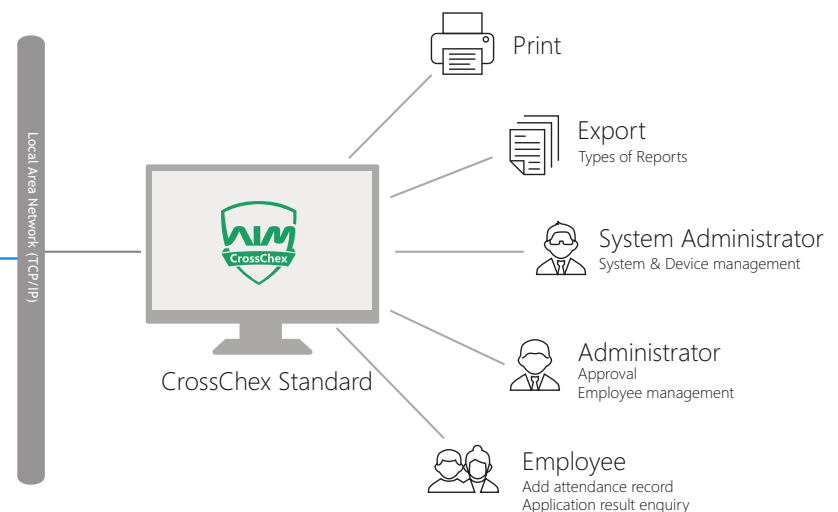 Print
Export
Types of Reports
Local Area Network (TCP/IP)
AIM
CrossChex
System Administrator
System & Device management
CrossChex Standard
Administrator
Approval
Employee management
Employee
Add attendance record
Application result enquiry